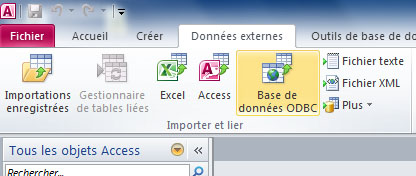 Fichier Accueil Créer Données externes Outils de base de do
Importations enregistrées
Gestionnaire de tables liées
Excel
Access
Base de données ODBC
Fichier texte
Fichier XML
Plus
Importer et lier
Tous les objets Access
Rechercher...